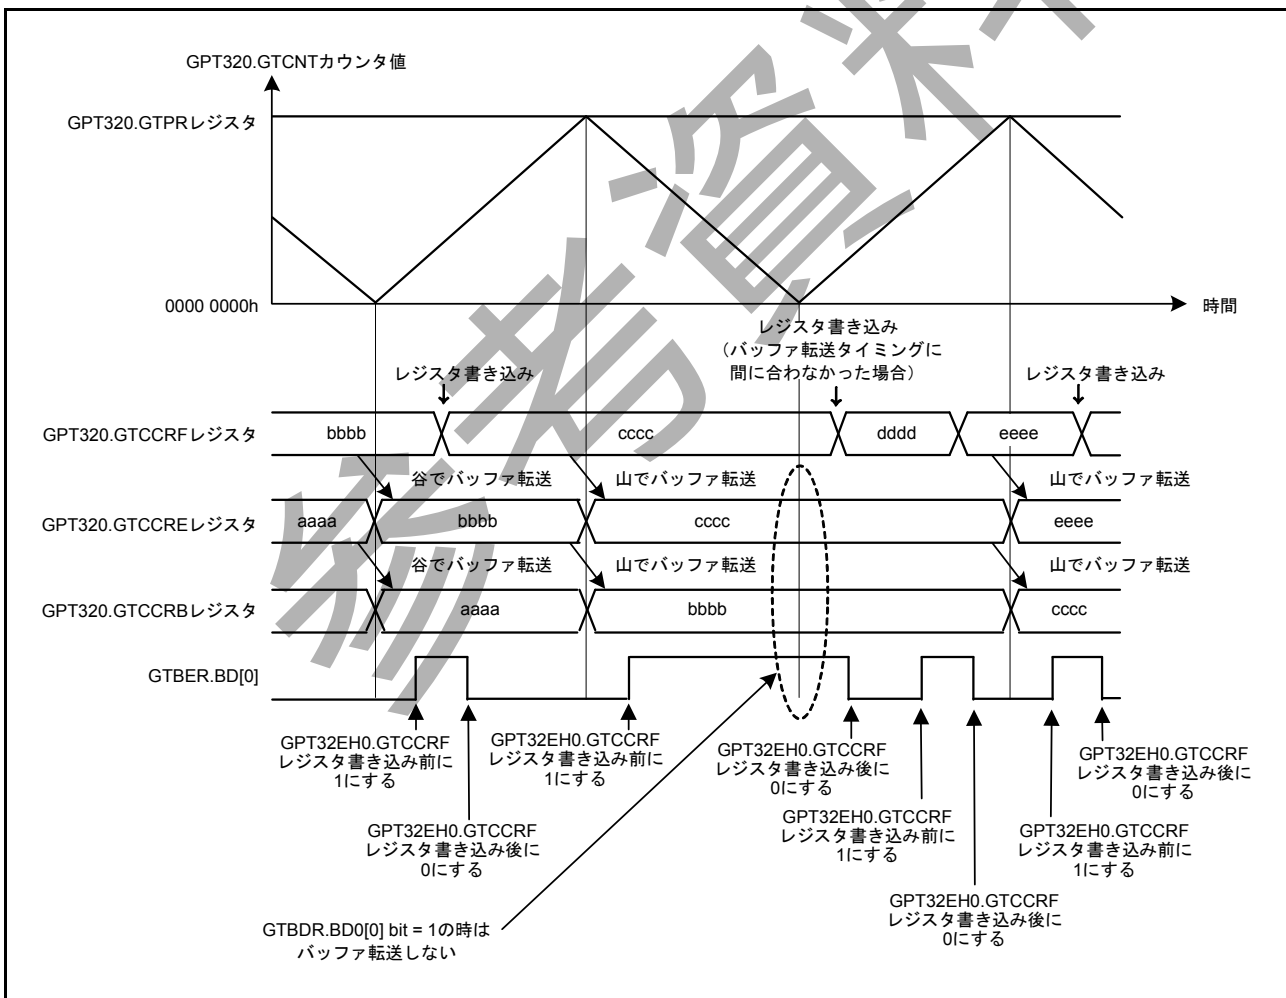 参考資料
GPT320.GTCNTカウンタ値
GPT320.GTPRレジスタ
0000 0000h
時間
レジスタ書き込み
レジスタ書き込み
(バッファ転送タイミングに
間に合わなかった場合)
レジスタ書き込み
GPT320.GTCCRFレジスタ
bbbb
cccc
dddd
eeee
谷でバッファ転送
山でバッファ転送
山でバッファ転送
GPT320.GTCCREレジスタ
aaaa
bbbb
cccc
eeee
谷でバッファ転送
山でバッファ転送
山でバッファ転送
GPT320.GTCCRBレジスタ
aaaa
bbbb
cccc
GTBER.BD[0]
GPT32EH0.GTCCRF
レジスタ書き込み前に
1にする
GPT32EH0.GTCCRF
レジスタ書き込み後に
0にする
GPT32EH0.GTCCRF
レジスタ書き込み前に
1にする
GPT32EH0.GTCCRF
レジスタ書き込み後に
0にする
GPT32EH0.GTCCRF
レジスタ書き込み前に
1にする
GPT32EH0.GTCCRF
レジスタ書き込み後に
0にする
GPT32EH0.GTCCRF
レジスタ書き込み前に
1にする
GPT32EH0.GTCCRF
レジスタ書き込み後に
0にする
GTBDR.BD0[0] bit = 1の時は
バッファ転送しない